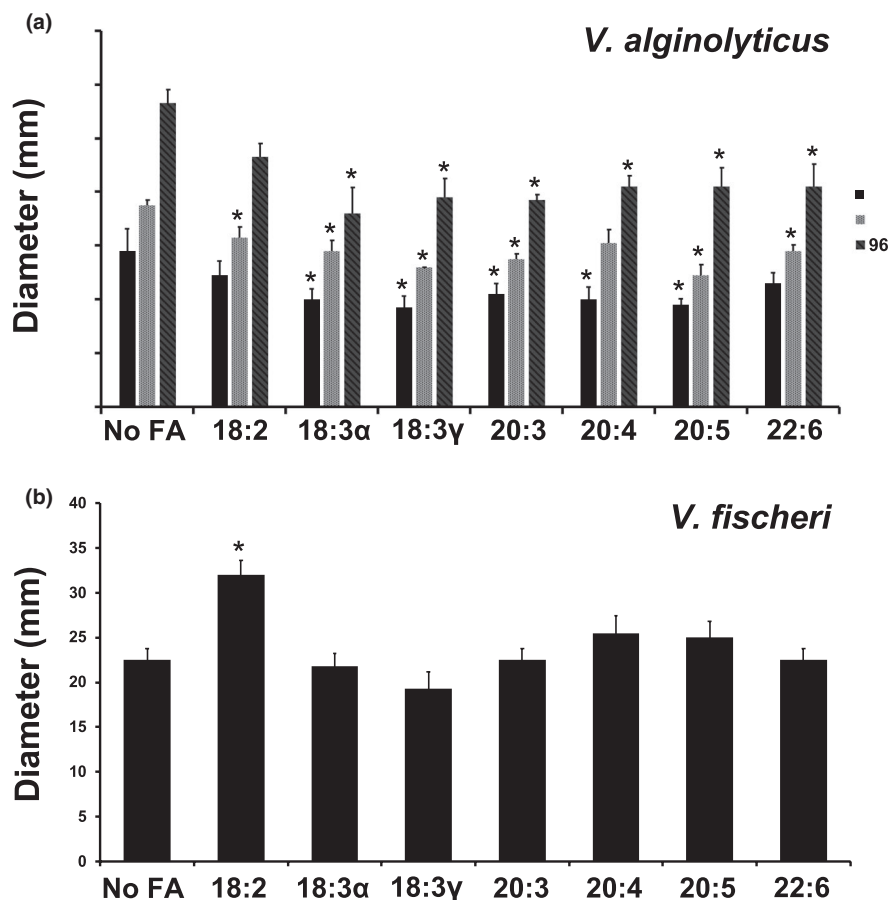 (a)
V. alginolyticus
Diameter (mm)
* * * * * * * * * * * * * * * * * *
96
No FA 18:2 18:3α 18:3γ 20:3 20:4 20:5 22:6
(b)
V. fischeri
Diameter (mm)
40
35
30
25
20
15
10
5
0
*
No FA 18:2 18:3α 18:3γ 20:3 20:4 20:5 22:6